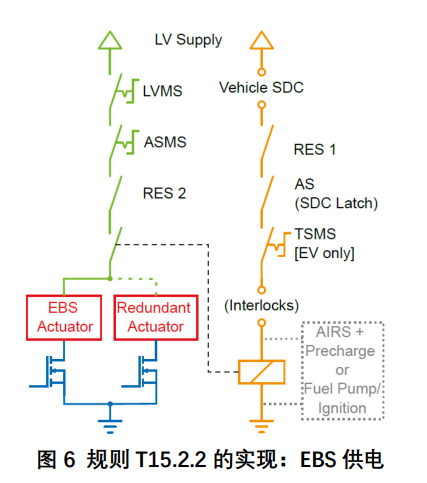 LV Supply
LVMS
Vehicle SDC
ASMS
RES 1
RES 2
AS
(SDC Latch)
TSMS
[EV only]
EBS
Actuator
Redundant
Actuator
(Interlocks)
AIRS +
Precharge
or
Fuel Pump/
Ignition
图 6 规则 T15.2.2 的实现：EBS 供电